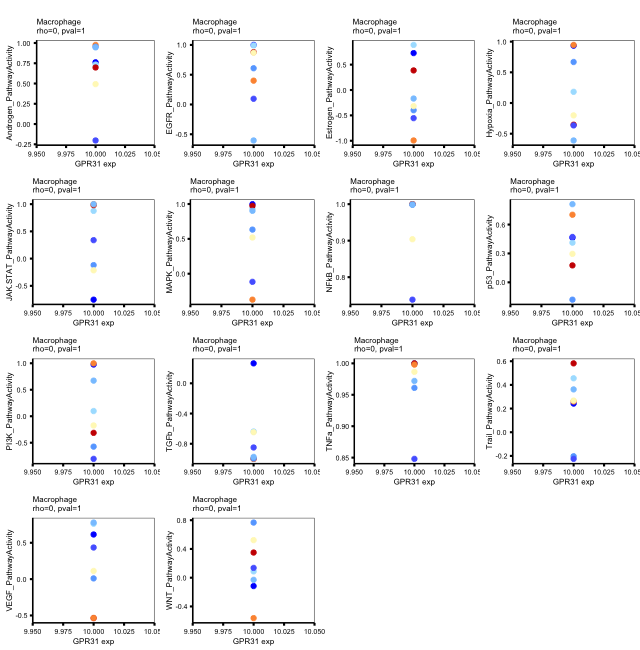 Macrophage
rho=0, pval=1
Androgen_PathwayActivity
1.00
0.75
0.50
0.25
0.00
-0.25
9.950 9.975 10.000 10.025 10.05
GPR31 exp
Macrophage
rho=0, pval=1
EGFR_PathwayActivity
1.0
0.5
0.0
-0.5
9.950 9.975 10.000 10.025 10.05
GPR31 exp
Macrophage
rho=0, pval=1
Estrogen_PathwayActivity
0.5
0.0
-0.5
-1.0
9.950 9.975 10.000 10.025 10.05
GPR31 exp
Macrophage
rho=0, pval=1
Hypoxia_PathwayActivity
1.0
0.5
0.0
-0.5
9.950 9.975 10.000 10.025 10.05
GPR31 exp
Macrophage
rho=0, pval=1
JAK.STAT_PathwayActivity
1.0
0.5
0.0
-0.5
9.950 9.975 10.000 10.025 10.05
GPR31 exp
Macrophage
rho=0, pval=1
MAPK_PathwayActivity
1.0
0.5
0.0
9.950 9.975 10.000 10.025 10.05
GPR31 exp
Macrophage
rho=0, pval=1
NFkB_PathwayActivity
1.0
0.9
0.8
9.950 9.975 10.000 10.025 10.05
GPR31 exp
Macrophage
rho=0, pval=1
p53_PathwayActivity
0.6
0.3
0.0
9.950 9.975 10.000 10.025 10.05
GPR31 exp
Macrophage
rho=0, pval=1
PI3K_PathwayActivity
1.0
0.5
0.0
-0.5
9.950 9.975 10.000 10.025 10.05
GPR31 exp
Macrophage
rho=0, pval=1
TGFb_PathwayActivity
0.0
-0.4
-0.8
9.950 9.975 10.000 10.025 10.05
GPR31 exp
Macrophage
rho=0, pval=1
TNFa_PathwayActivity
1.00
0.95
0.90
0.85
9.950 9.975 10.000 10.025 10.05
GPR31 exp
Macrophage
rho=0, pval=1
Trail_PathwayActivity
0.6
0.4
0.2
0.0
-0.2
9.950 9.975 10.000 10.025 10.05
GPR31 exp
Macrophage
rho=0, pval=1
VEGF_PathwayActivity
0.5
0.0
-0.5
9.950 9.975 10.000 10.025 10.05
GPR31 exp
Macrophage
rho=0, pval=1
WNT_PathwayActivity
0.8
0.4
0.0
-0.4
9.950 9.975 10.000 10.025 10.050
GPR31 exp